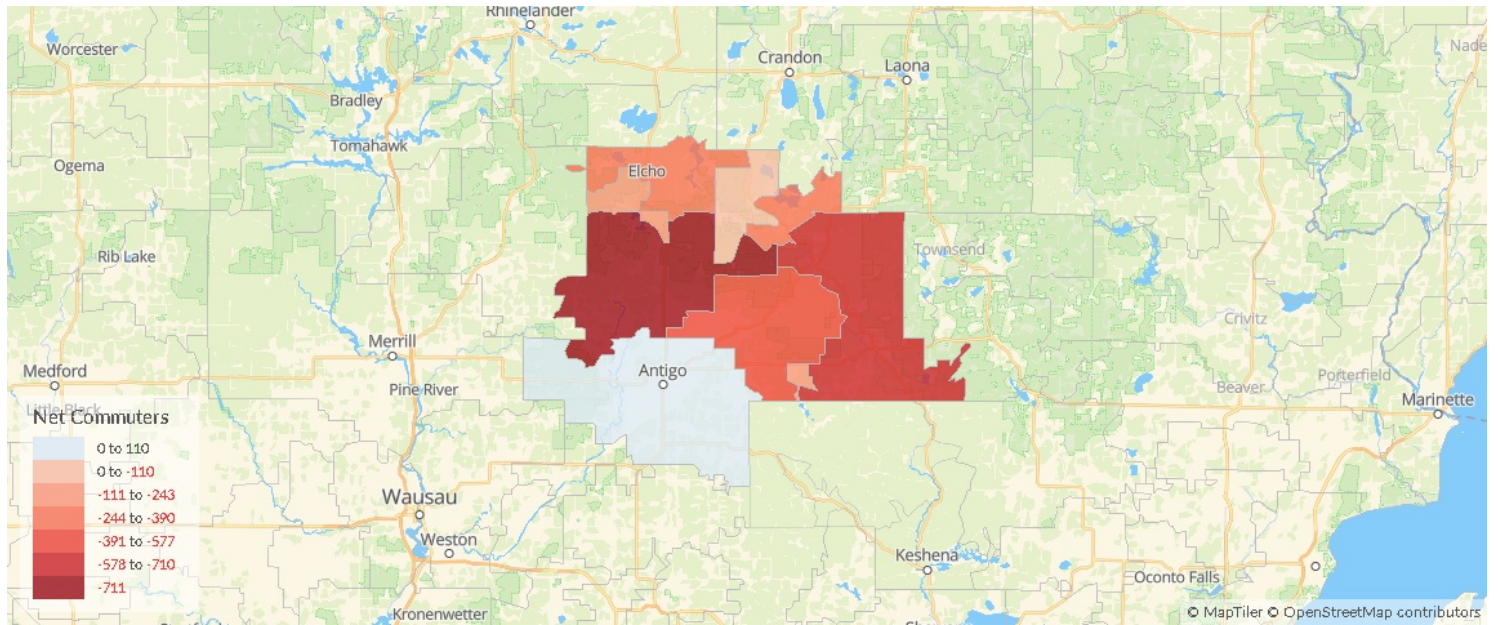 Rhinelander
Worcester
Nade
Crandon
Laona
Bradley
Tomahawk
Ogema
Elcho
Townsend
Rib Lake
Crivitz
Merrill
Medford
Antigo
Pine River
Porterfield
Beaver
Marinette
Little Black
Net Commuters
0 to 110
0 to -110
-111 to -243
-244 to -390
-391 to -577
-578 to -710
-711
Wausau
Weston
Keshena
Oconto Falls
Kronenwetter
© MapTiler © OpenStreetMap contributors